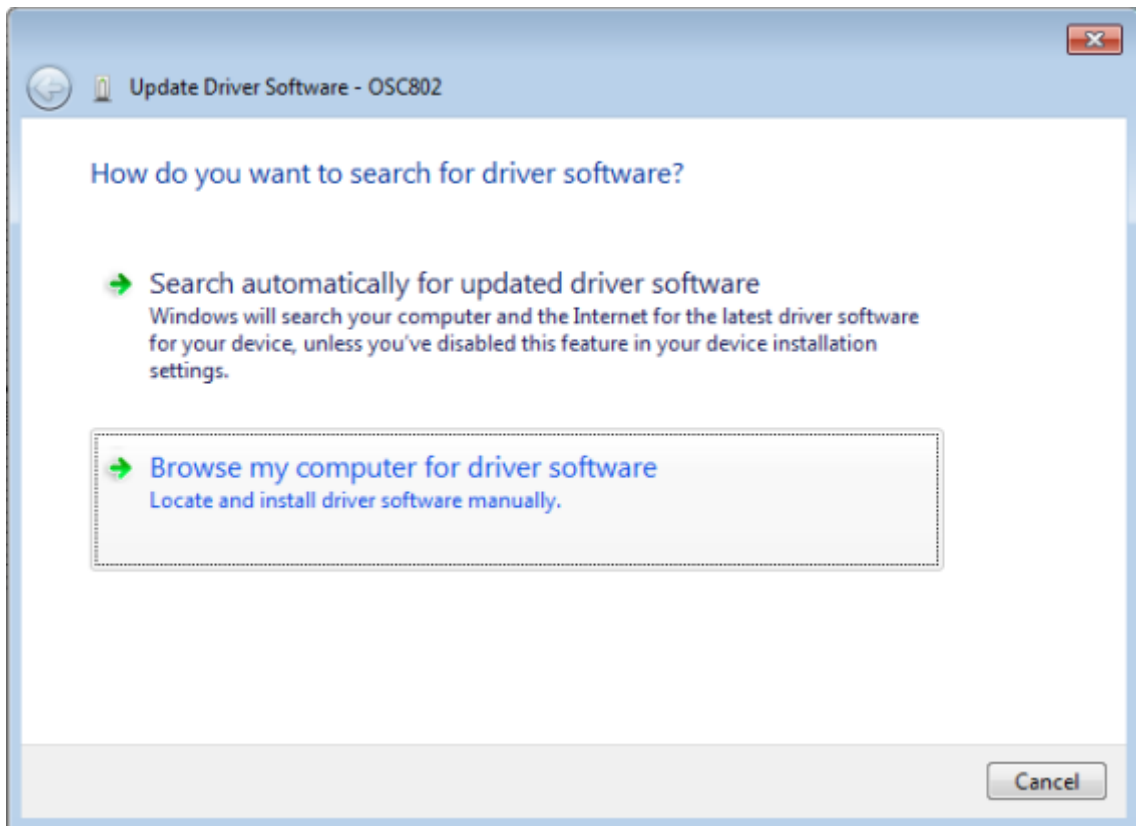 Update Driver Software - OSC802
How do you want to search for driver software?
Search automatically for updated driver software
Windows will search your computer and the Internet for the latest driver software
for your device, unless you've disabled this feature in your device installation
settings.
Browse my computer for driver software
Locate and install driver software manually.
Cancel